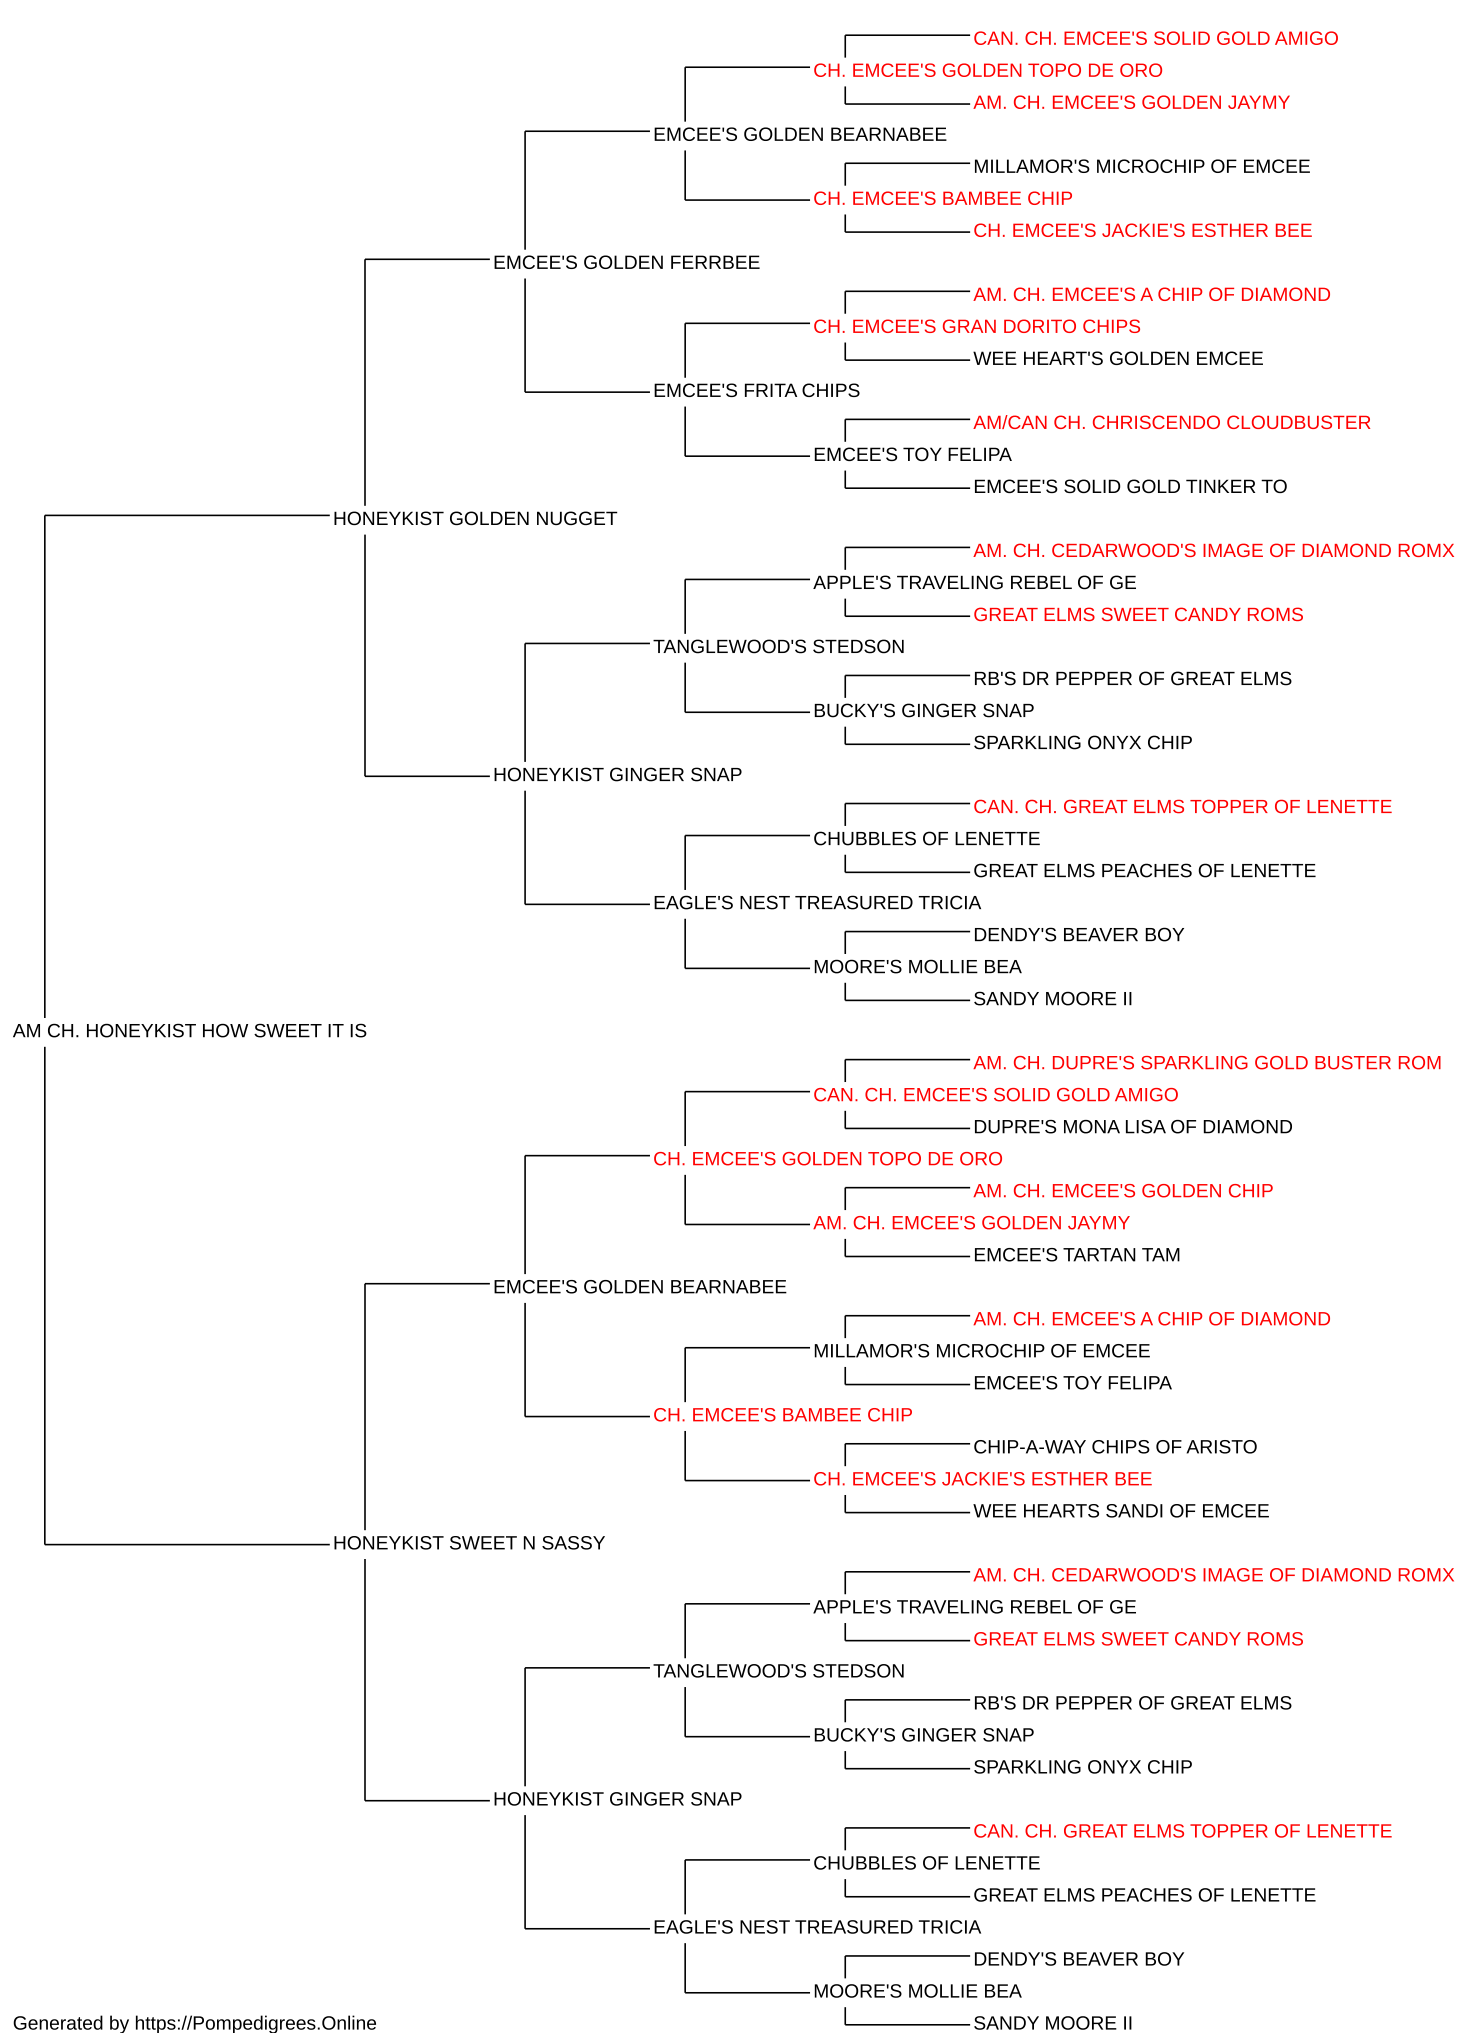 CAN. CH. EMCEE'S SOLID GOLD AMIGO
CH. EMCEE'S GOLDEN TOPO DE ORO
AM. CH. EMCEE'S GOLDEN JAYMY
EMCEE'S GOLDEN BEARNABEE
MILLAMOR'S MICROCHIP OF EMCEE
CH. EMCEE'S BAMBEE CHIP
CH. EMCEE'S JACKIE'S ESTHER BEE
EMCEE'S GOLDEN FERRBEE
AM. CH. EMCEE'S A CHIP OF DIAMOND
CH. EMCEE'S GRAN DORITO CHIPS
WEE HEART'S GOLDEN EMCEE
EMCEE'S FRITA CHIPS
AM/CAN CH. CHRISCENDO CLOUDBUSTER
EMCEE'S TOY FELIPA
EMCEE'S SOLID GOLD TINKER TO
HONEYKIST GOLDEN NUGGET
AM. CH. CEDARWOOD'S IMAGE OF DIAMOND ROMX
APPLE'S TRAVELING REBEL OF GE
GREAT ELMS SWEET CANDY ROMS
TANGLEWOOD'S STEDSON
RB'S DR PEPPER OF GREAT ELMS
BUCKY'S GINGER SNAP
SPARKLING ONYX CHIP
HONEYKIST GINGER SNAP
CAN. CH. GREAT ELMS TOPPER OF LENETTE
CHUBBLES OF LENETTE
GREAT ELMS PEACHES OF LENETTE
EAGLE'S NEST TREASURED TRICIA
DENDY'S BEAVER BOY
MOORE'S MOLLIE BEA
SANDY MOORE II
AM CH. HONEYKIST HOW SWEET IT IS
AM. CH. DUPRE'S SPARKLING GOLD BUSTER ROM
CAN. CH. EMCEE'S SOLID GOLD AMIGO
DUPRE'S MONA LISA OF DIAMOND
CH. EMCEE'S GOLDEN TOPO DE ORO
AM. CH. EMCEE'S GOLDEN CHIP
AM. CH. EMCEE'S GOLDEN JAYMY
EMCEE'S TARTAN TAM
EMCEE'S GOLDEN BEARNABEE
AM. CH. EMCEE'S A CHIP OF DIAMOND
MILLAMOR'S MICROCHIP OF EMCEE
EMCEE'S TOY FELIPA
CH. EMCEE'S BAMBEE CHIP
CHIP-A-WAY CHIPS OF ARISTO
CH. EMCEE'S JACKIE'S ESTHER BEE
WEE HEARTS SANDI OF EMCEE
HONEYKIST SWEET N SASSY
AM. CH. CEDARWOOD'S IMAGE OF DIAMOND ROMX
APPLE'S TRAVELING REBEL OF GE
GREAT ELMS SWEET CANDY ROMS
TANGLEWOOD'S STEDSON
RB'S DR PEPPER OF GREAT ELMS
BUCKY'S GINGER SNAP
SPARKLING ONYX CHIP
HONEYKIST GINGER SNAP
CAN. CH. GREAT ELMS TOPPER OF LENETTE
CHUBBLES OF LENETTE
GREAT ELMS PEACHES OF LENETTE
EAGLE'S NEST TREASURED TRICIA
DENDY'S BEAVER BOY
MOORE'S MOLLIE BEA
SANDY MOORE II
Generated by https://Pompedigrees.Online